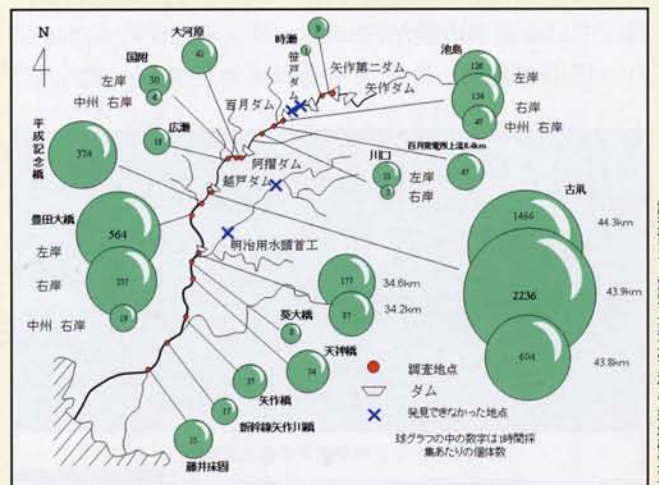 N
大河原
41
時瀬
9
1
国附
30
4
左岸
中州 右岸
笹戸ダム
矢作第二ダム
矢作ダム
池島
126
左岸
134
右岸
45
中州 右岸
百月ダム
広瀬
18
平成記念橋
374
阿摺ダム
越戸ダム
川口
21
左岸
3
右岸
百月発電所上流0.4km
47
古鼡
1466
44.3km
2236
43.9km
604
43.8km
豊田大橋
564
左岸
右岸
中州 右岸
19
明治用水頭首工
177
34.6km
87
34.2km
葵大橋
天神橋
34
矢作橋
新幹線矢作川橋
17
藤井床固
調査地点
ダム
発見できなかった地点
球グラフの中の数字は1時間採
集あたりの個体数